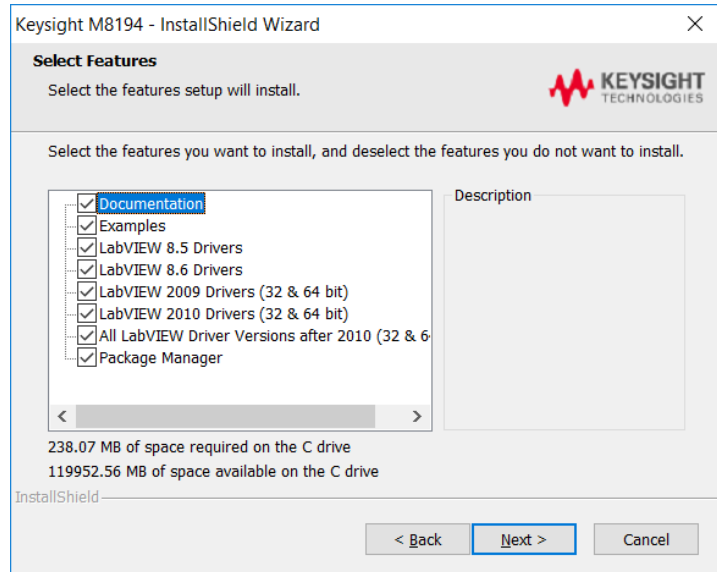 Keysight M8194 - InstallShield Wizard
Select Features
Select the features setup will install.
KEYSIGHT
TECHNOLOGIES
Select the features you want to install, and deselect the features you do not want to install.
Documentation
Examples
LabVIEW 8.5 Drivers
LabVIEW 8.6 Drivers
LabVIEW 2009 Drivers (32 & 64 bit)
LabVIEW 2010 Drivers (32 & 64 bit)
All LabVIEW Driver Versions after 2010 (32 & 6
Package Manager
Description
238.07 MB of space required on the C drive
119952.56 MB of space available on the C drive
InstallShield
< Back
Next >
Cancel